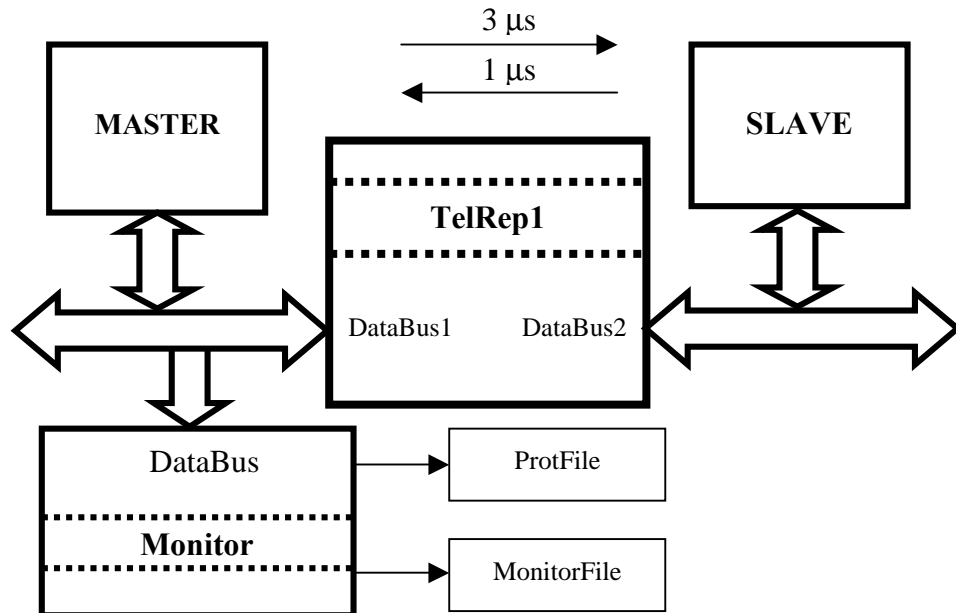 3 μs
1 μs
MASTER
SLAVE
TelRep1
DataBus1
DataBus2
DataBus
ProtFile
Monitor
MonitorFile